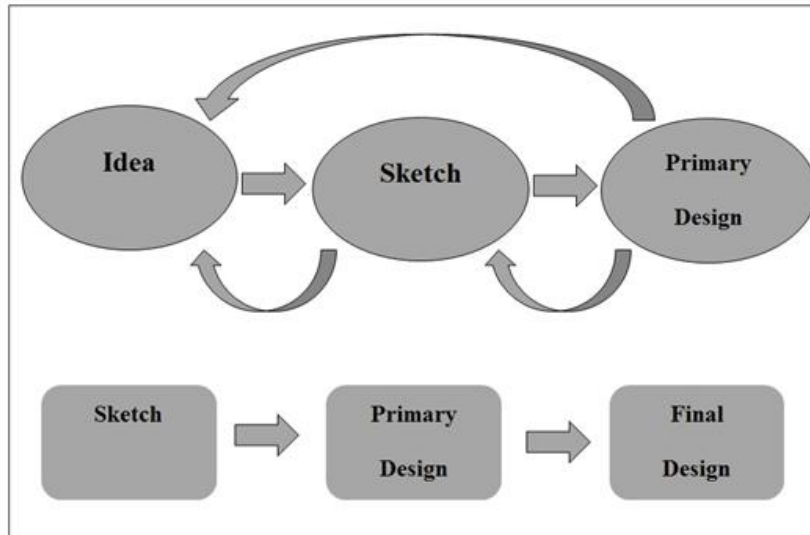 Idea
Sketch
Primary
Design
Sketch
Primary
Design
Final
Design